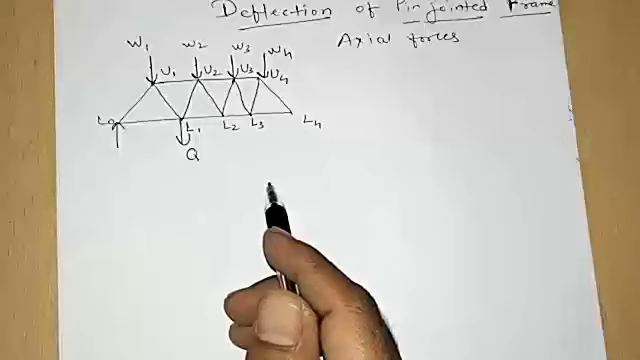 Deflection of Pin jointed Frame
Axial forces
W1 W2 W3 W4
U1 U2 U3 U4
L0 L1 L2 L3 L4
Q